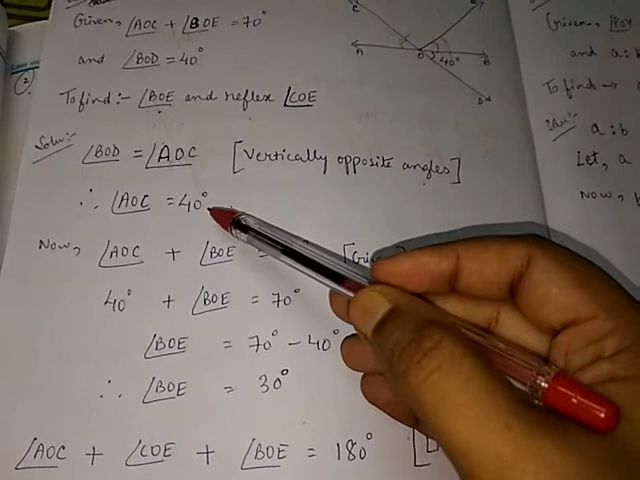 Given, ∠AOC + ∠BOE = 70°
and ∠BOD = 40°
To find :- ∠BOE and reflex ∠COE
Soln:-
∠BOD = ∠AOC [Vertically opposite angles]
∴ ∠AOC = 40°
Now, ∠AOC + ∠BOE =
40° + ∠BOE = 70°
∠BOE = 70° - 40°
∴ ∠BOE = 30°
∠AOC + ∠COE + ∠BOE = 180° [
C
A
O
40°
B
D
Given,
and a:b
To find →
Soln:-
a:b
Let, a
Now,